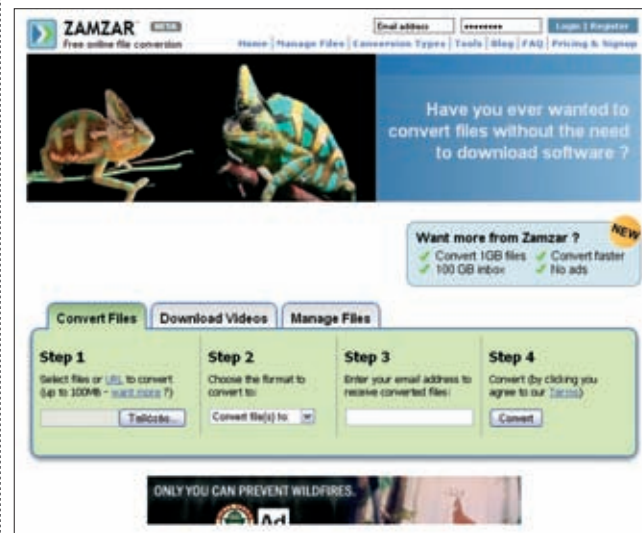 ZAMZAR BETA
Free online file conversion
Email address
Login | Register
Home | Manage Files | Conversion Types | Tools | Blog | FAQ | Pricing & Signup
Have you ever wanted to
convert files without the need
to download software ?
NEW
Want more from Zamzar ?
Convert 1GB files Convert faster
100 GB inbox No ads
Convert Files Download Videos Manage Files
Step 1 Step 2 Step 3 Step 4
Select files or URL to convert Choose the format to Enter your email address to Convert (by clicking you
(up to 100MB - want more ?) convert to: receive converted files: agree to our Terms)
Convert file(s) to: Convert
ONLY YOU CAN PREVENT WILDFIRES.
Ad